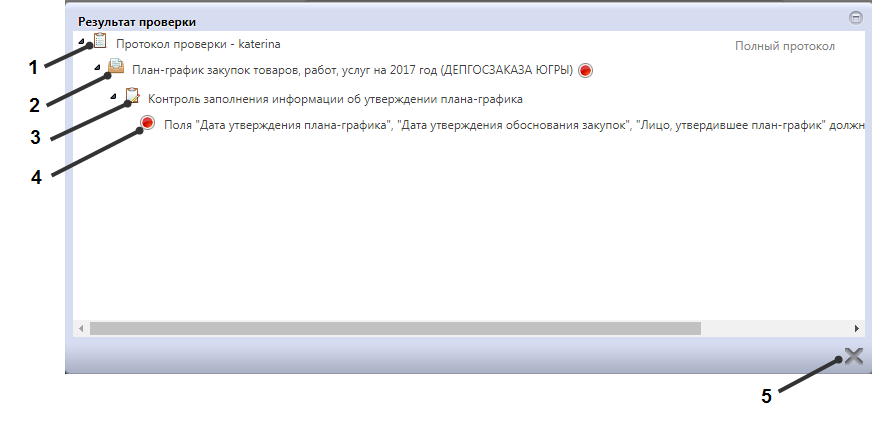 Результат проверки
1
Протокол проверки - katerina
Полный протокол
2
План-график закупок товаров, работ, услуг на 2017 год (ДЕПГОСЗАКАЗА ЮГРЫ)
3
Контроль заполнения информации об утверждении плана-графика
4
Поля "Дата утверждения плана-графика", "Дата утверждения обоснования закупок", "Лицо, утвердившее план-график" должн
5